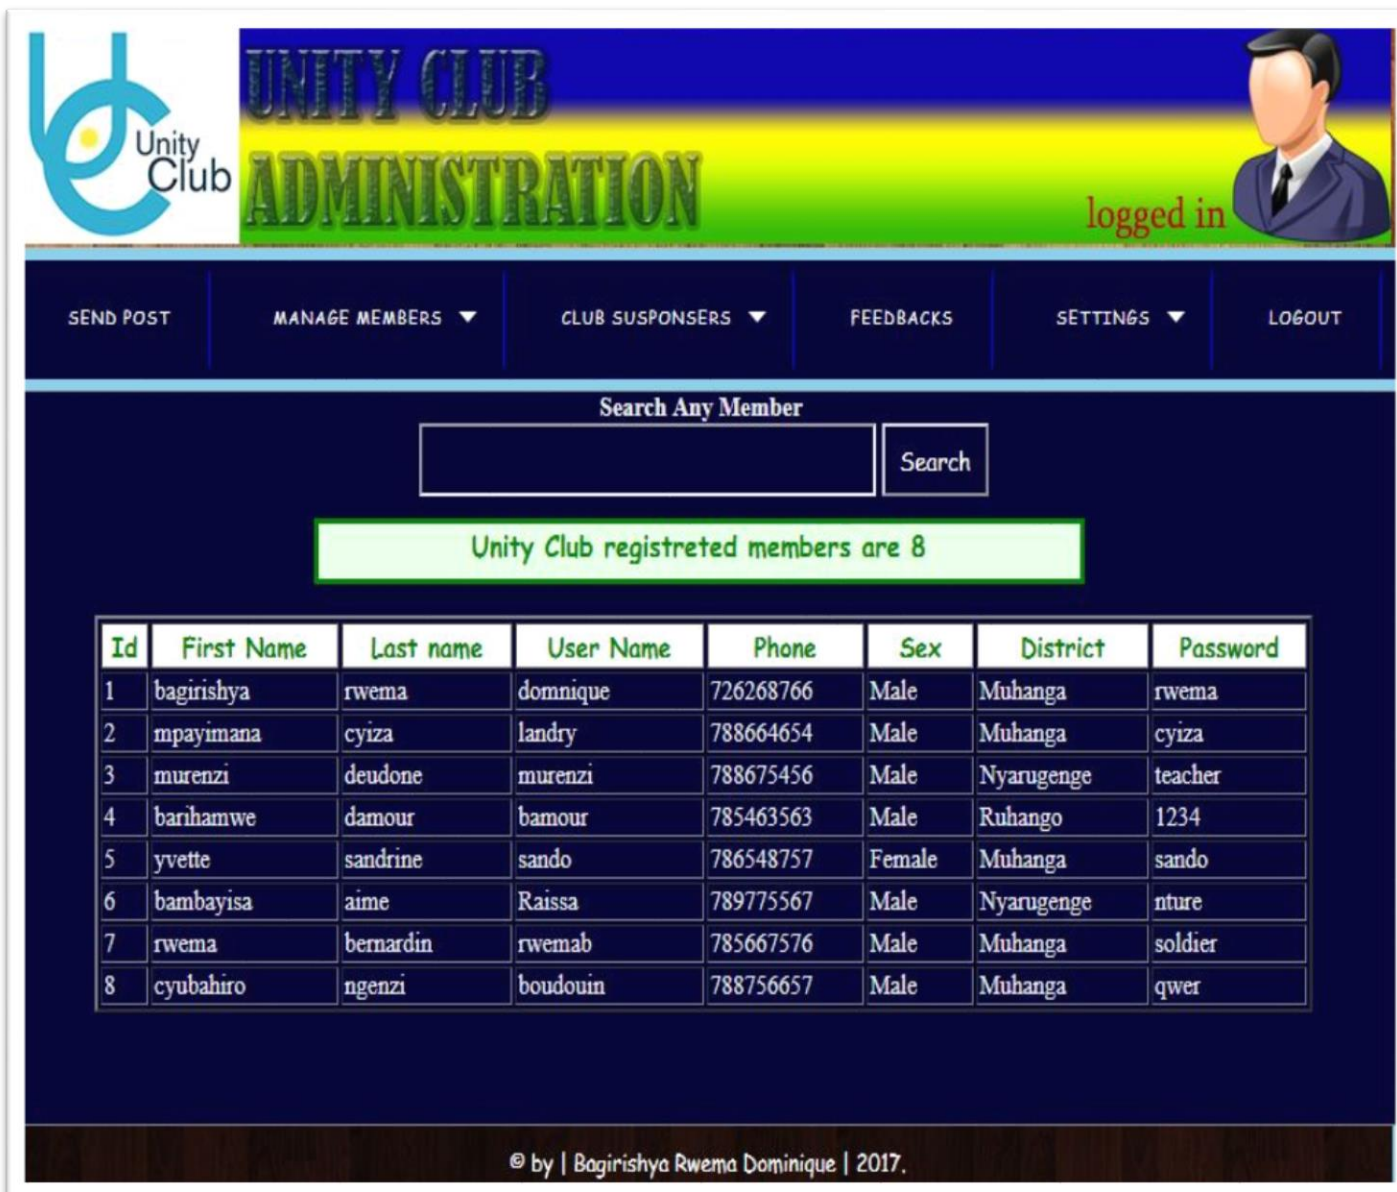 Unity
Club
UNITY CLUB
ADMINISTRATION
logged in
SEND POST MANAGE MEMBERS CLUB SUSPONSERS FEEDBACKS SETTINGS LOGOUT
Search Any Member
Search
Unity Club registreted members are 8
Id First Name Last name User Name Phone Sex District Password
1 bagirishya rwema domnique 726268766 Male Muhanga rwema
2 mpayimana cyiza landry 788664654 Male Muhanga cyiza
3 murenzi deudone murenzi 788675456 Male Nyarugenge teacher
4 barihamwe damour bamour 785463563 Male Ruhango 1234
5 yvette sandrine sando 786548757 Female Muhanga sando
6 bambayisa aime Raissa 789775567 Male Nyarugenge nture
7 rwema bernardin rwemab 785667576 Male Muhanga soldier
8 cyubahiro ngenzi boudouin 788756657 Male Muhanga qwer
© by | Bagirishya Rwema Dominique | 2017.